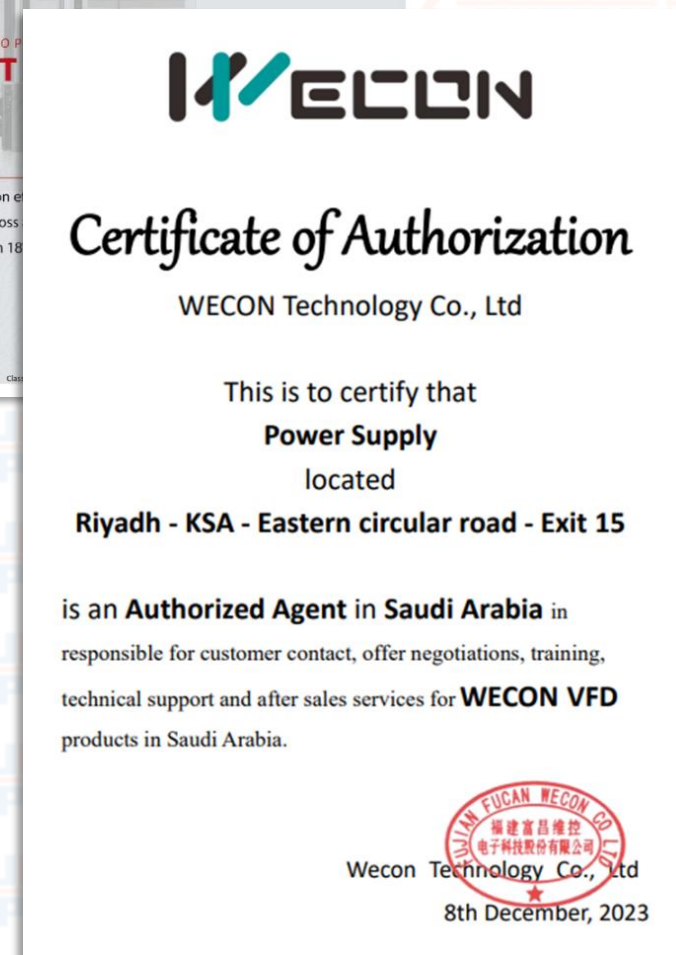 WECON
Certificate of Authorization
WECON Technology Co., Ltd
This is to certify that
Power Supply
located
Riyadh - KSA - Eastern circular road - Exit 15
is an Authorized Agent in Saudi Arabia in
responsible for customer contact, offer negotiations, training,
technical support and after sales services for WECON VFD
products in Saudi Arabia.
FUJIAN FUCAN WECON CO LTD
福建富昌维控
电子科技股份有限公司
Wecon Technology Co., Ltd
8th December, 2023